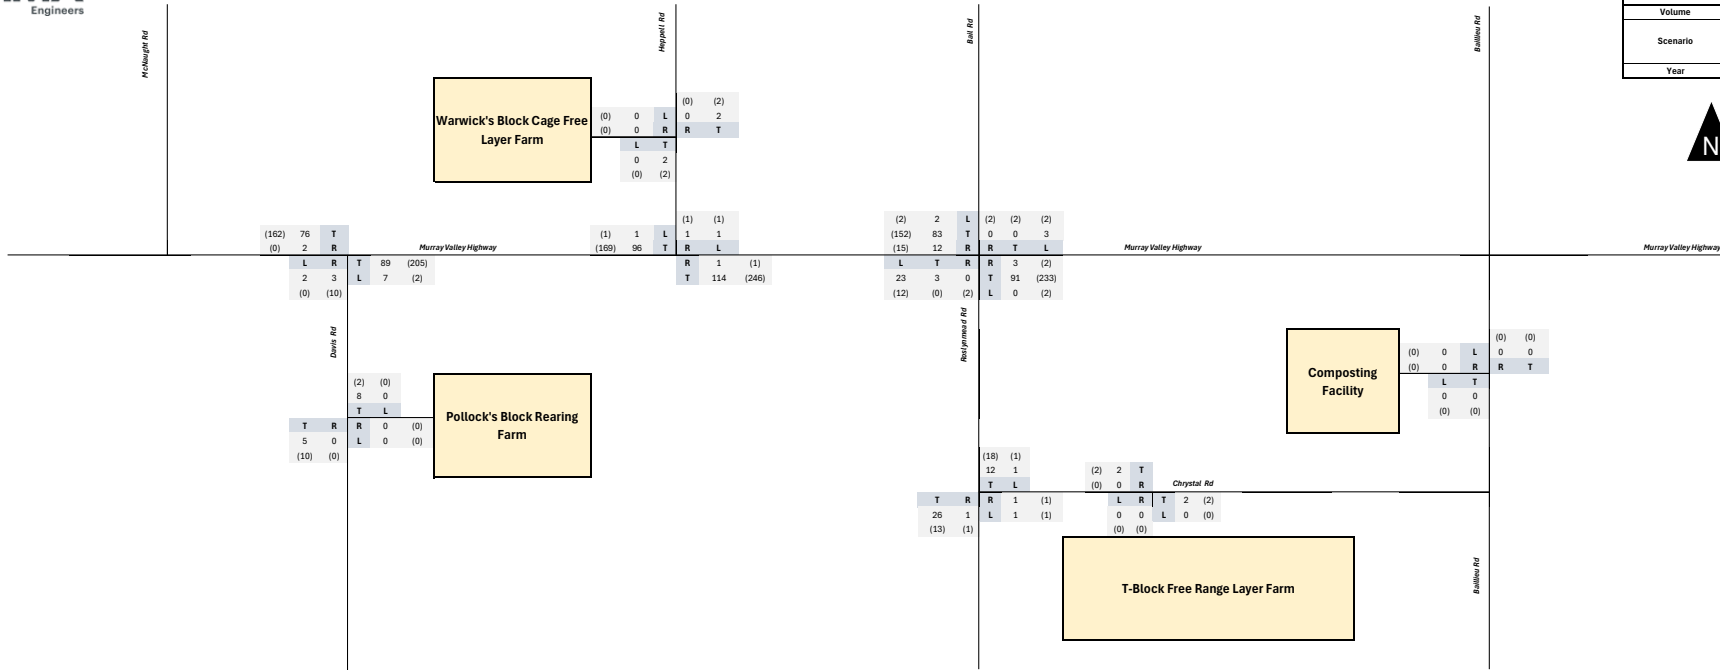 Engineers
Volume
Scenario
Year
N
McNaught Rd
Heppell Rd
Ball Rd
Baillieu Rd
Warwick's Block Cage Free
Layer Farm
(0) (2)
(0) 0 L 0 2
(0) 0 R R T
L T
0 2
(0) (2)
(162) 76 T
(0) 2 R
Murray Valley Highway
L R T 89 (205)
2 3 L 7 (2)
(0) (10)
(1) (1)
(1) 1 L 1 1
(169) 96 T R L
R 1 (1)
T 114 (246)
(2) 2 L (2) (2) (2)
(152) 83 T 0 0 3
(15) 12 R R T L
Murray Valley Highway
Murray Valley Highway
L T R R 3 (2)
23 3 0 T 91 (233)
(12) (0) (2) L 0 (2)
Davis Rd
Roslynmead Rd
Composting
Facility
(0) (0)
(0) 0 L 0 0
(0) 0 R R T
L T
0 0
(0) (0)
(2) (0)
8 0
T L
T R R 0 (0)
5 0 L 0 (0)
(10) (0)
Pollock's Block Rearing
Farm
(18) (1)
12 1
T L
T R R 1 (1)
26 1 L 1 (1)
(13) (1)
(2) 2 T
(0) 0 R
Chrystal Rd
L R T 2 (2)
0 0 L 0 (0)
(0) (0)
T-Block Free Range Layer Farm
Baillieu Rd